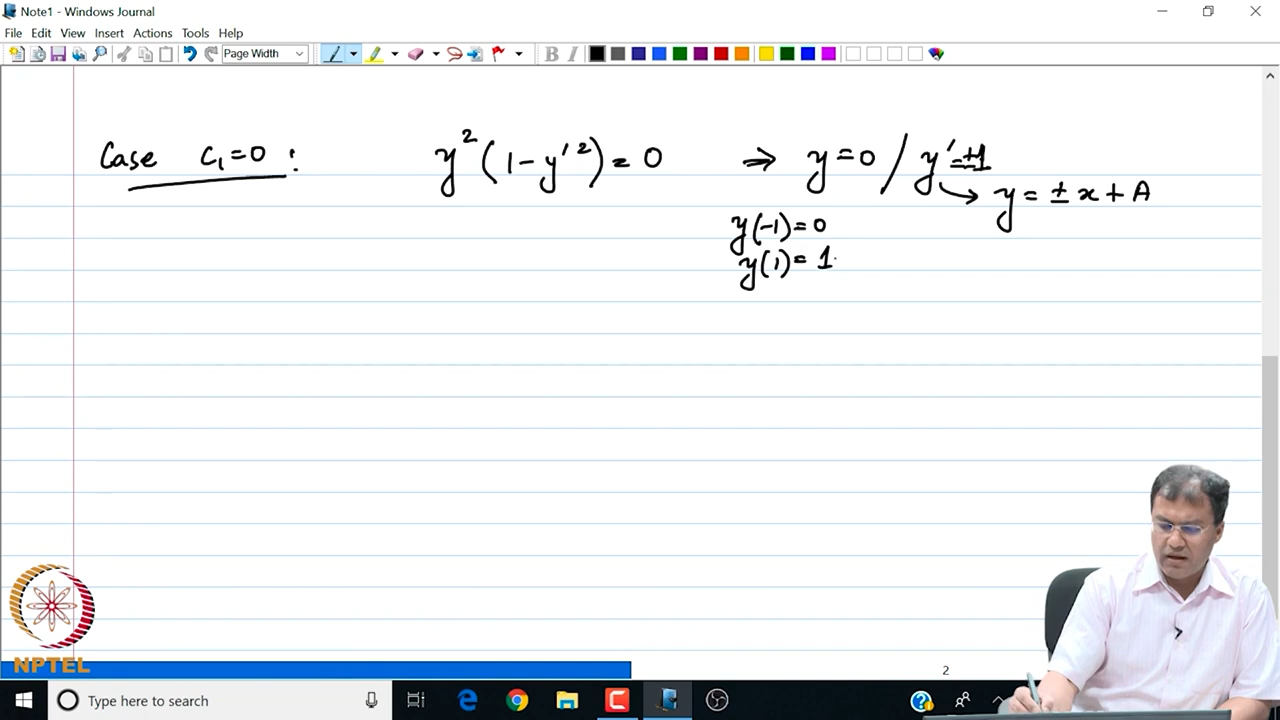 Note1 - Windows Journal
File Edit View Insert Actions Tools Help
Page Width
B I
Case c₁=0 : y²(1-y'²)=0 ⇒ y=0 / y'=±1
→ y = ± x + A
y(-1)=0
y(1)=1
NPTEL
2
Type here to search